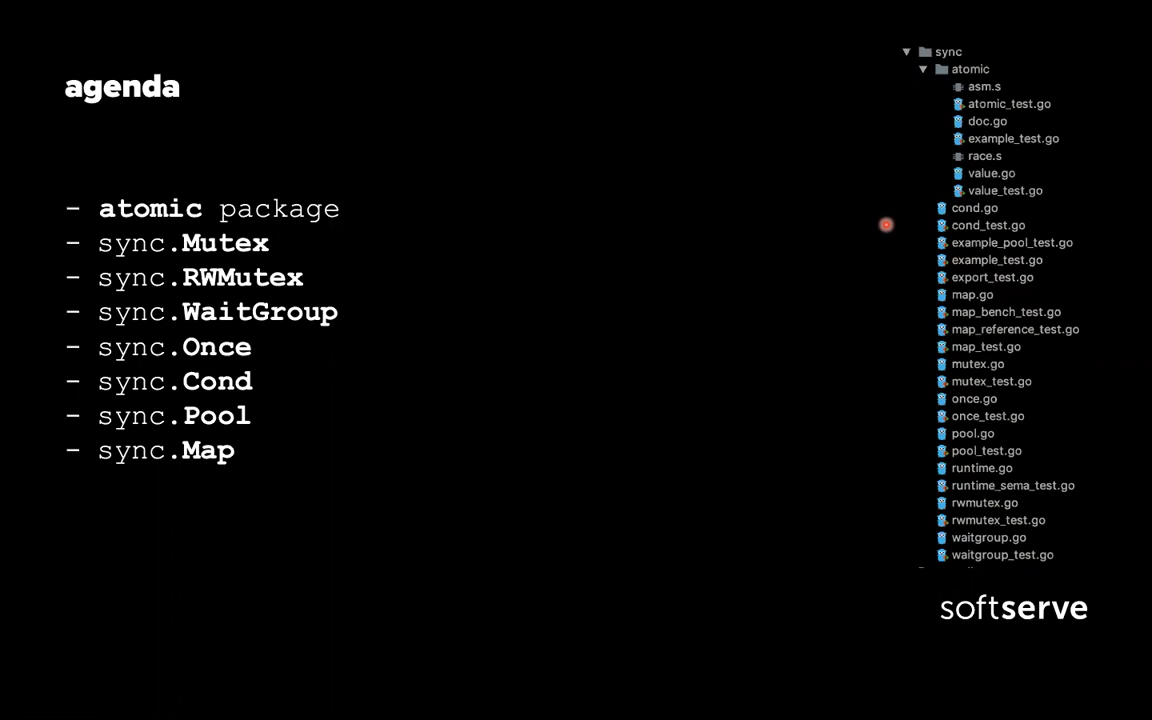 agenda
- atomic package
- sync.Mutex
- sync.RWMutex
- sync.WaitGroup
- sync.Once
- sync.Cond
- sync.Pool
- sync.Map
sync
atomic
asm.s
atomic_test.go
doc.go
example_test.go
race.s
value.go
value_test.go
cond.go
cond_test.go
example_pool_test.go
example_test.go
export_test.go
map.go
map_bench_test.go
map_reference_test.go
map_test.go
mutex.go
mutex_test.go
once.go
once_test.go
pool.go
pool_test.go
runtime.go
runtime_sema_test.go
rwmutex.go
rwmutex_test.go
waitgroup.go
waitgroup_test.go
softserve